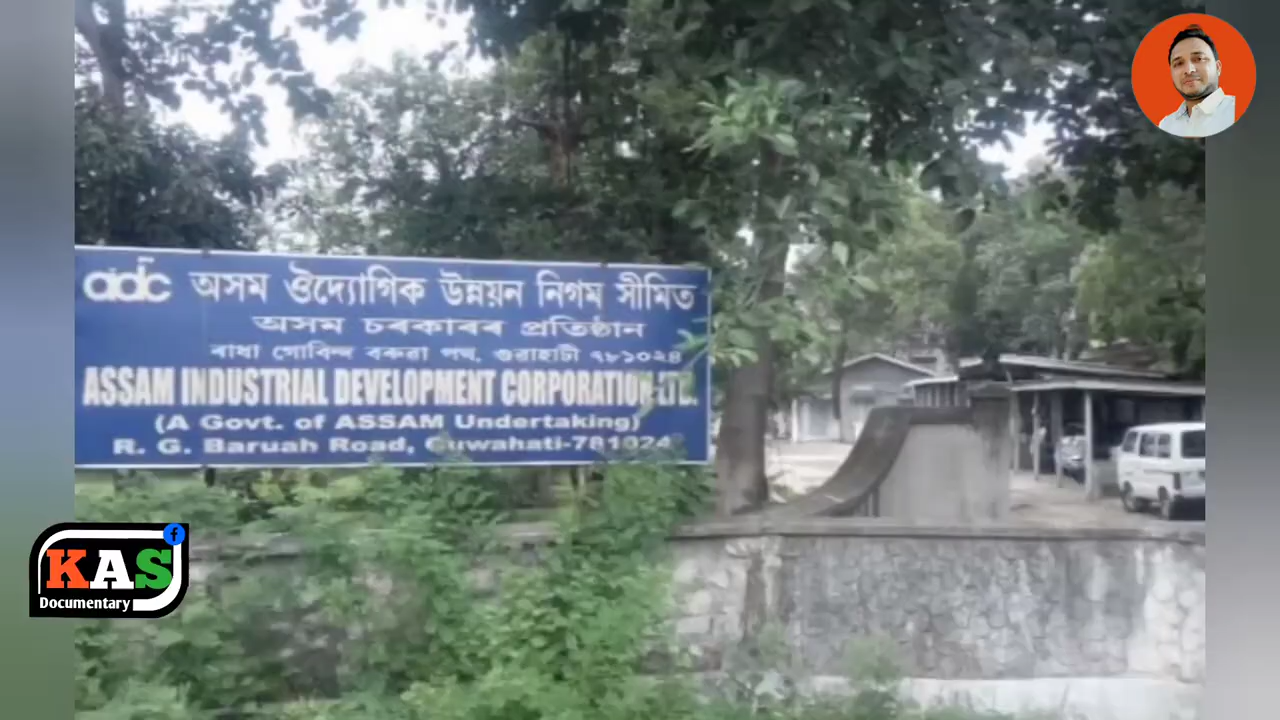 aidc অসম ঔদ্যোগিক উন্নয়ন নিগম সীমিত
অসম চৰকাৰৰ প্ৰতিষ্ঠান
ৰাধা গোবিন্দ বৰুৱা পথ, গুৱাহাটী ৭৮১০২৪
ASSAM INDUSTRIAL DEVELOPMENT CORPORATION LTD.
(A Govt. of ASSAM Undertaking)
R. G. Baruah Road, Guwahati-781024
f
KAS
Documentary